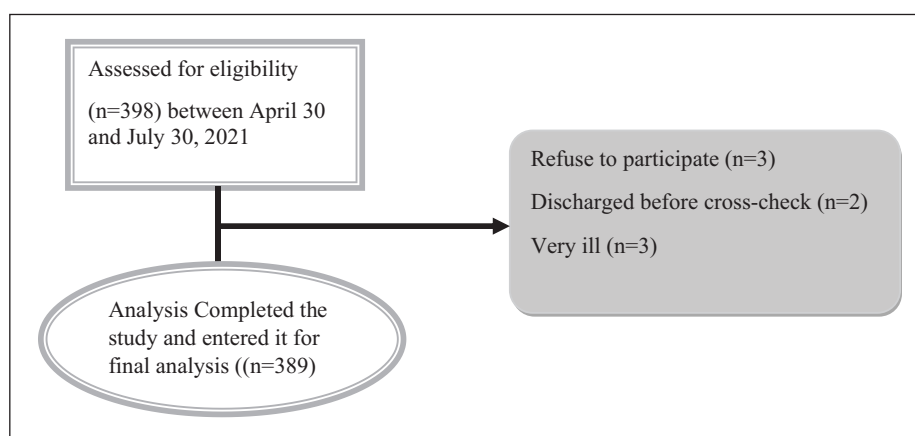 Assessed for eligibility
(n=398) between April 30
and July 30, 2021
Refuse to participate (n=3)
Discharged before cross-check (n=2)
Very ill (n=3)
Analysis Completed the
study and entered it for
final analysis ((n=389)